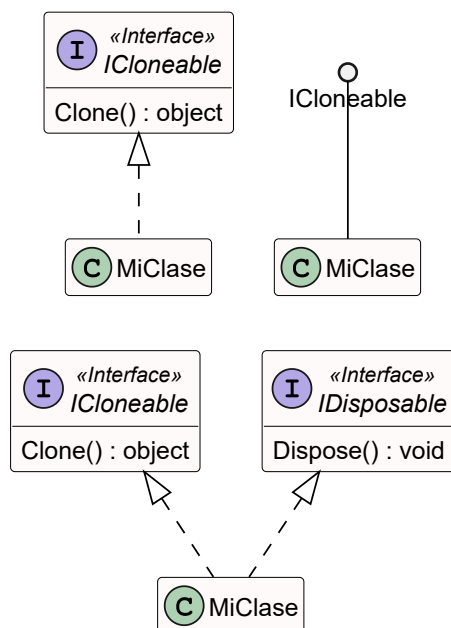 I
«Interface»
ICloneable
Clone() : object
ICloneable
C MiClase
C MiClase
I
«Interface»
ICloneable
Clone() : object
I
«Interface»
IDisposable
Dispose() : void
C MiClase